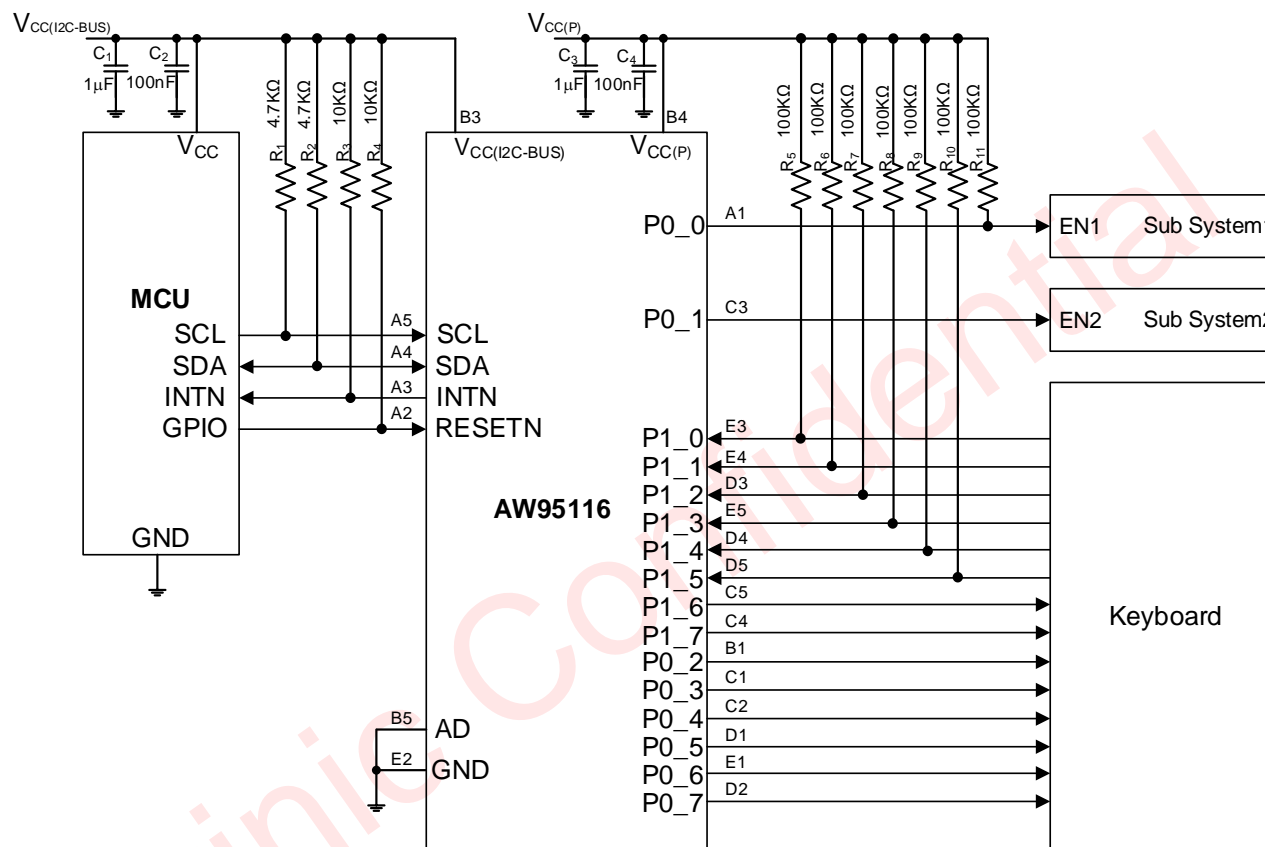 VCC(I2C-BUS)
C1
1μF
C2
100nF
4.7KΩ
4.7KΩ
10KΩ
10KΩ
R1
R2
R3
R4
B3
VCC(P)
C3
1μF
C4
100nF
B4
100KΩ
100KΩ
100KΩ
100KΩ
100KΩ
100KΩ
100KΩ
R5
R6
R7
R8
R9
R10
R11
VCC
MCU
SCL
SDA
INTN
GPIO
GND
A5
A4
A3
A2
VCC(I2C-BUS)
VCC(P)
SCL
SDA
INTN
RESETN
AW95116
B5
AD
E2
GND
P0_0
A1
P0_1
C3
P1_0
E3
P1_1
E4
P1_2
D3
P1_3
E5
P1_4
D4
P1_5
D5
P1_6
C5
P1_7
C4
P0_2
B1
P0_3
C1
P0_4
C2
P0_5
D1
P0_6
E1
P0_7
D2
EN1 Sub System1
EN2 Sub System2
Keyboard
inic Confidential